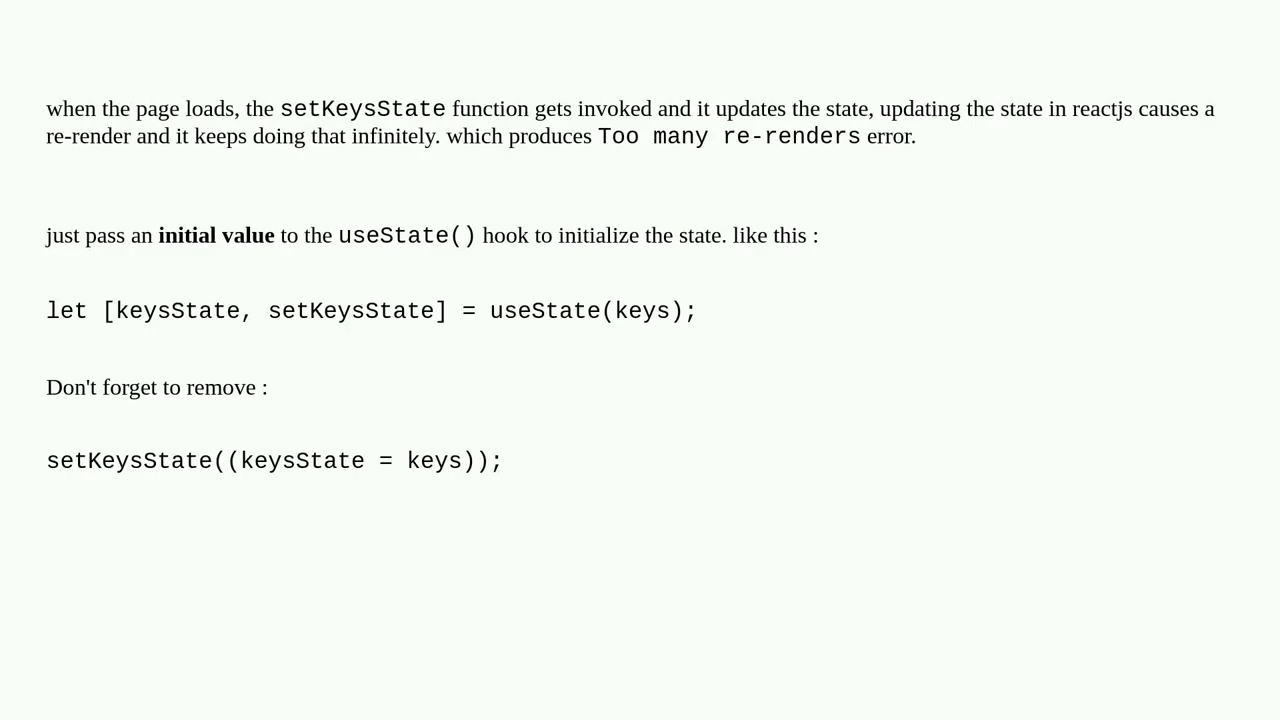 when the page loads, the setKeysState function gets invoked and it updates the state, updating the state in reactjs causes a
re-render and it keeps doing that infinitely. which produces Too many re-renders error.
just pass an initial value to the useState() hook to initialize the state. like this :
let [keysState, setKeysState] = useState(keys);
Don't forget to remove :
setKeysState((keysState = keys));